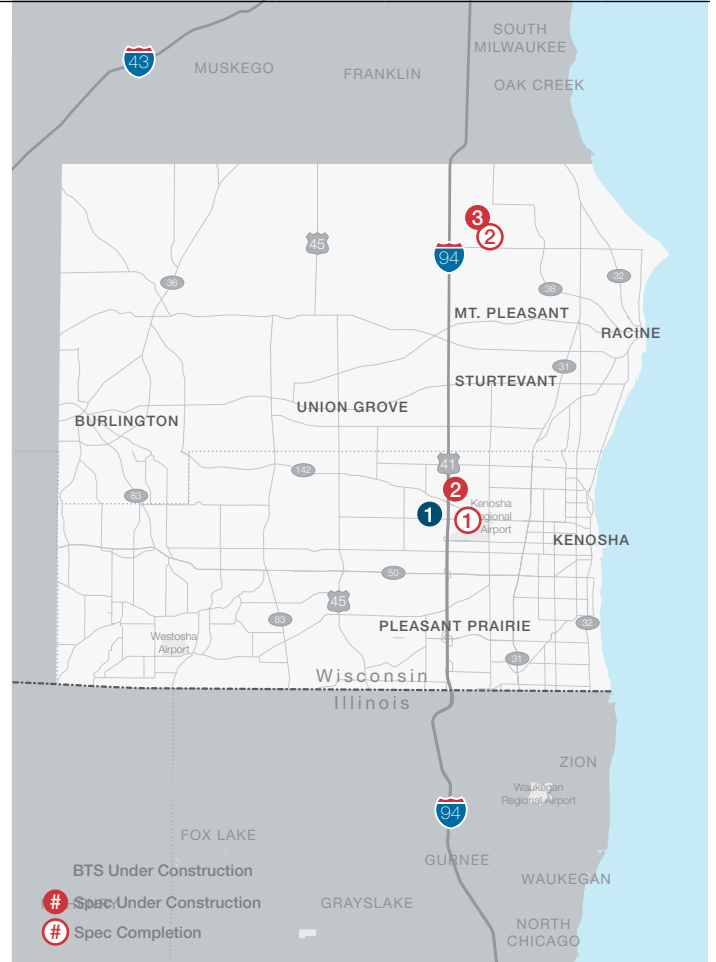 SOUTH
MILWAUKEE
43
MUSKEGO
FRANKLIN
OAK CREEK
3
2
45
94
36
32
38
MT. PLEASANT
RACINE
31
STURTEVANT
UNION GROVE
BURLINGTON
41
142
2
83
Kenosha
Regional
Airport
1
1
KENOSHA
50
45
83
32
PLEASANT PRAIRIE
Westosha
Airport
31
Wisconsin
Illinois
ZION
Waukegan
Regional Airport
94
FOX LAKE
GURNEE
BTS Under Construction
WAUKEGAN
# Spec Under Construction
GRAYSLAKE
# Spec Completion
NORTH
CHICAGO